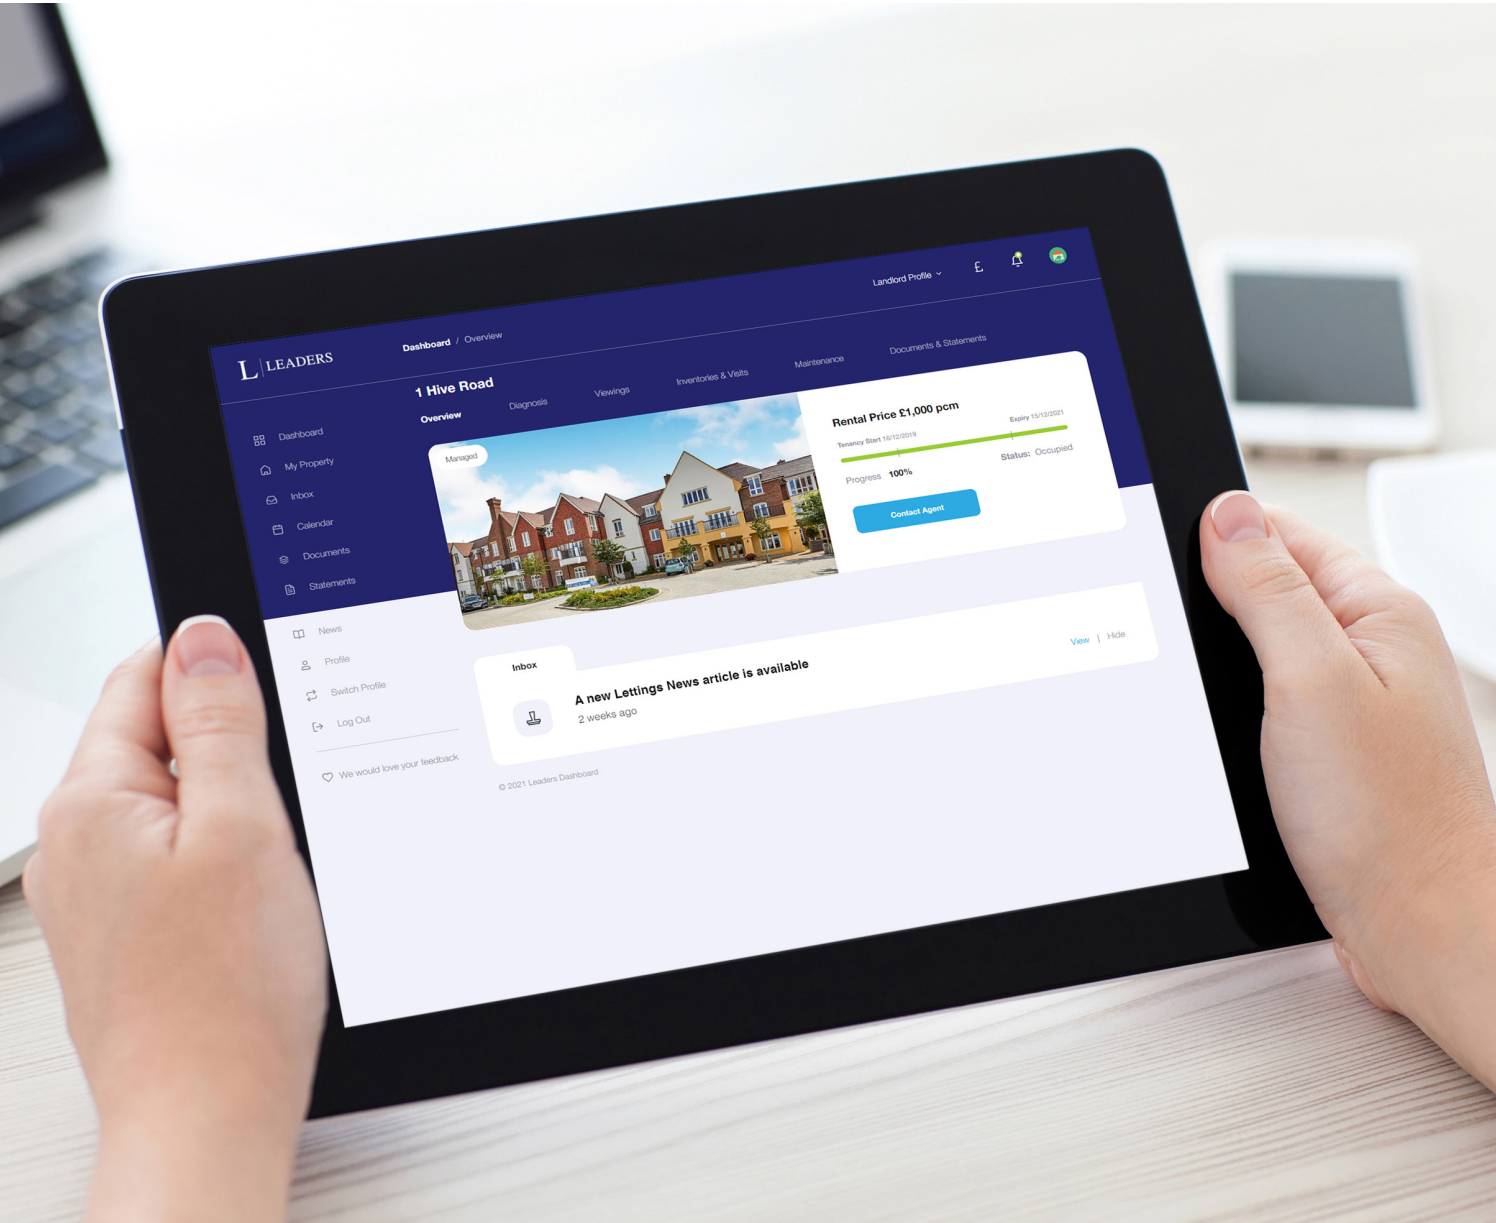 L | LEADERS
Dashboard / Overview
Landlord Profile
£
1 Hive Road
Overview
Diagnosis
Viewings
Inventories & Visits
Maintenance
Documents & Statements
Dashboard
My Property
Inbox
Calendar
Documents
Statements
News
Profile
Switch Profile
Log Out
We would love your feedback
Managed
Rental Price £1,000 pcm
Tenancy Start 16/12/2019
Expiry 15/12/2021
Progress 100%
Status: Occupied
Contact Agent
Inbox
A new Lettings News article is available
2 weeks ago
View | Hide
© 2021 Leaders Dashboard